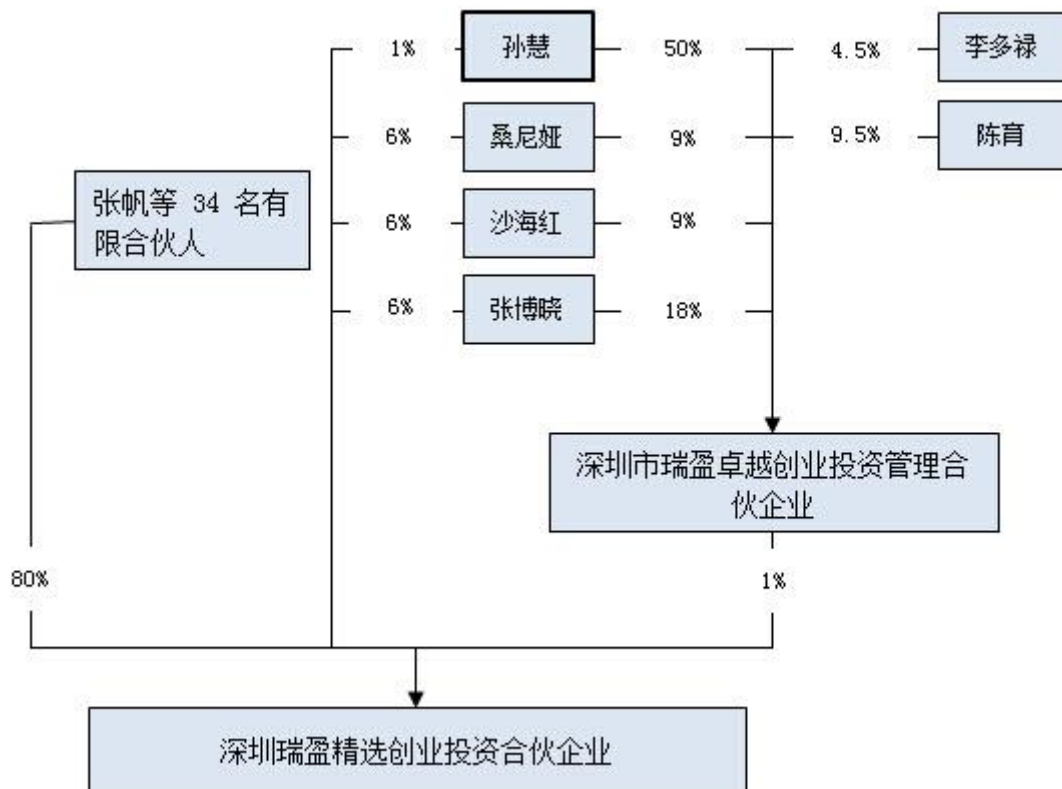 1% 孙慧 50% 4.5% 李多禄
6% 桑尼娅 9% 9.5% 陈育
张帆等 34 名有
限合伙人
6% 沙海红 9%
6% 张博晓 18%
深圳市瑞盈卓越创业投资管理合
伙企业
80%
1%
深圳瑞盈精选创业投资合伙企业